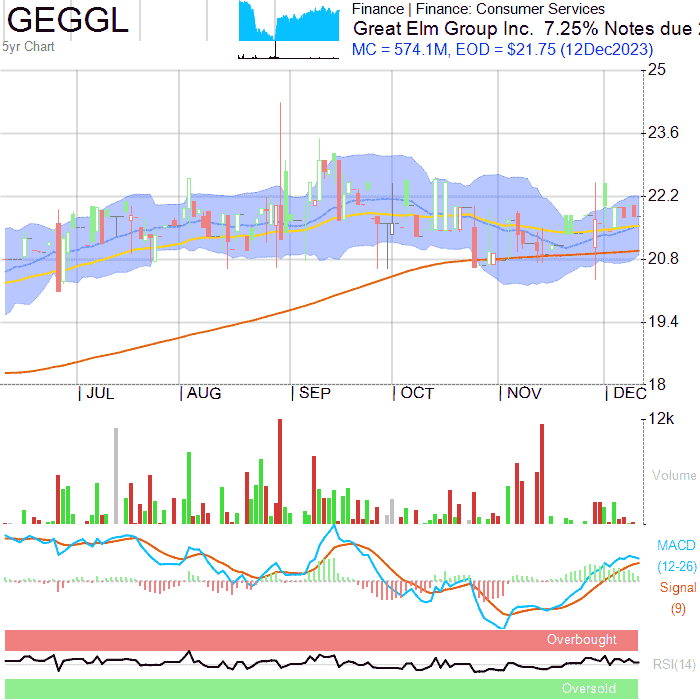 GEGGL
5yr Chart
Finance | Finance: Consumer Services
Great Elm Group Inc. 7.25% Notes due 2
MC = 574.1M, EOD = $21.75 (12Dec2023)
25
23.6
22.2
20.8
19.4
18
JUL
AUG
SEP
OCT
NOV
DEC
12k
Volume
MACD
(12-26)
Signal
(9)
Overbought
RSI(14)
Oversold